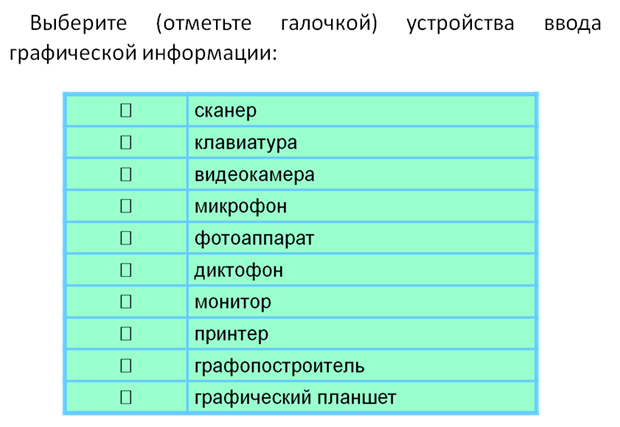 Выберите (отметьте галочкой) устройства ввода
графической информации:
□ сканер
□ клавиатура
□ видеокамера
□ микрофон
□ фотоаппарат
□ диктофон
□ монитор
□ принтер
□ графопостроитель
□ графический планшет